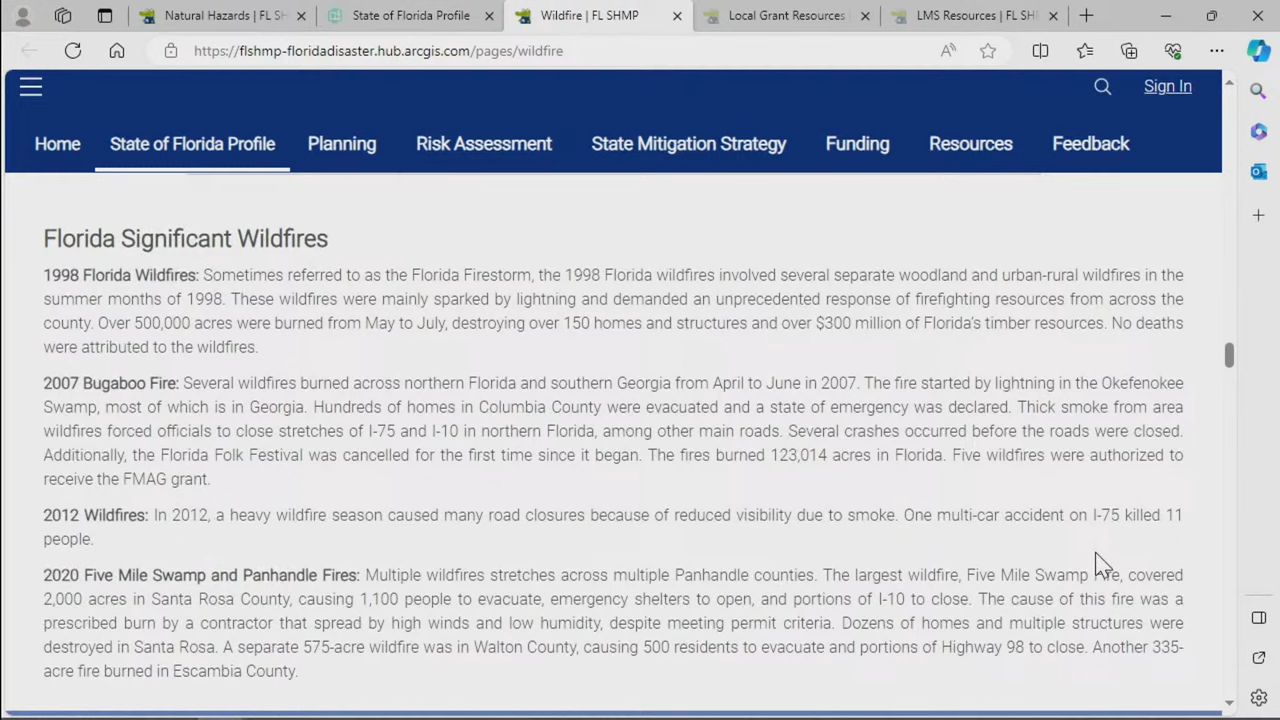 Natural Hazards | FL SH
State of Florida Profile
Wildfire | FL SHMP
Local Grant Resources |
LMS Resources | FL SH
https://flshmp-floridadisaster.hub.arcgis.com/pages/wildfire
Sign In
Home State of Florida Profile Planning Risk Assessment State Mitigation Strategy Funding Resources Feedback
Florida Significant Wildfires
1998 Florida Wildfires: Sometimes referred to as the Florida Firestorm, the 1998 Florida wildfires involved several separate woodland and urban-rural wildfires in the
summer months of 1998. These wildfires were mainly sparked by lightning and demanded an unprecedented response of firefighting resources from across the
county. Over 500,000 acres were burned from May to July, destroying over 150 homes and structures and over $300 million of Florida's timber resources. No deaths
were attributed to the wildfires.
2007 Bugaboo Fire: Several wildfires burned across northern Florida and southern Georgia from April to June in 2007. The fire started by lightning in the Okefenokee
Swamp, most of which is in Georgia. Hundreds of homes in Columbia County were evacuated and a state of emergency was declared. Thick smoke from area
wildfires forced officials to close stretches of I-75 and I-10 in northern Florida, among other main roads. Several crashes occurred before the roads were closed.
Additionally, the Florida Folk Festival was cancelled for the first time since it began. The fires burned 123,014 acres in Florida. Five wildfires were authorized to
receive the FMAG grant.
2012 Wildfires: In 2012, a heavy wildfire season caused many road closures because of reduced visibility due to smoke. One multi-car accident on I-75 killed 11
people.
2020 Five Mile Swamp and Panhandle Fires: Multiple wildfires stretches across multiple Panhandle counties. The largest wildfire, Five Mile Swamp Fire, covered
2,000 acres in Santa Rosa County, causing 1,100 people to evacuate, emergency shelters to open, and portions of I-10 to close. The cause of this fire was a
prescribed burn by a contractor that spread by high winds and low humidity, despite meeting permit criteria. Dozens of homes and multiple structures were
destroyed in Santa Rosa. A separate 575-acre wildfire was in Walton County, causing 500 residents to evacuate and portions of Highway 98 to close. Another 335-
acre fire burned in Escambia County.